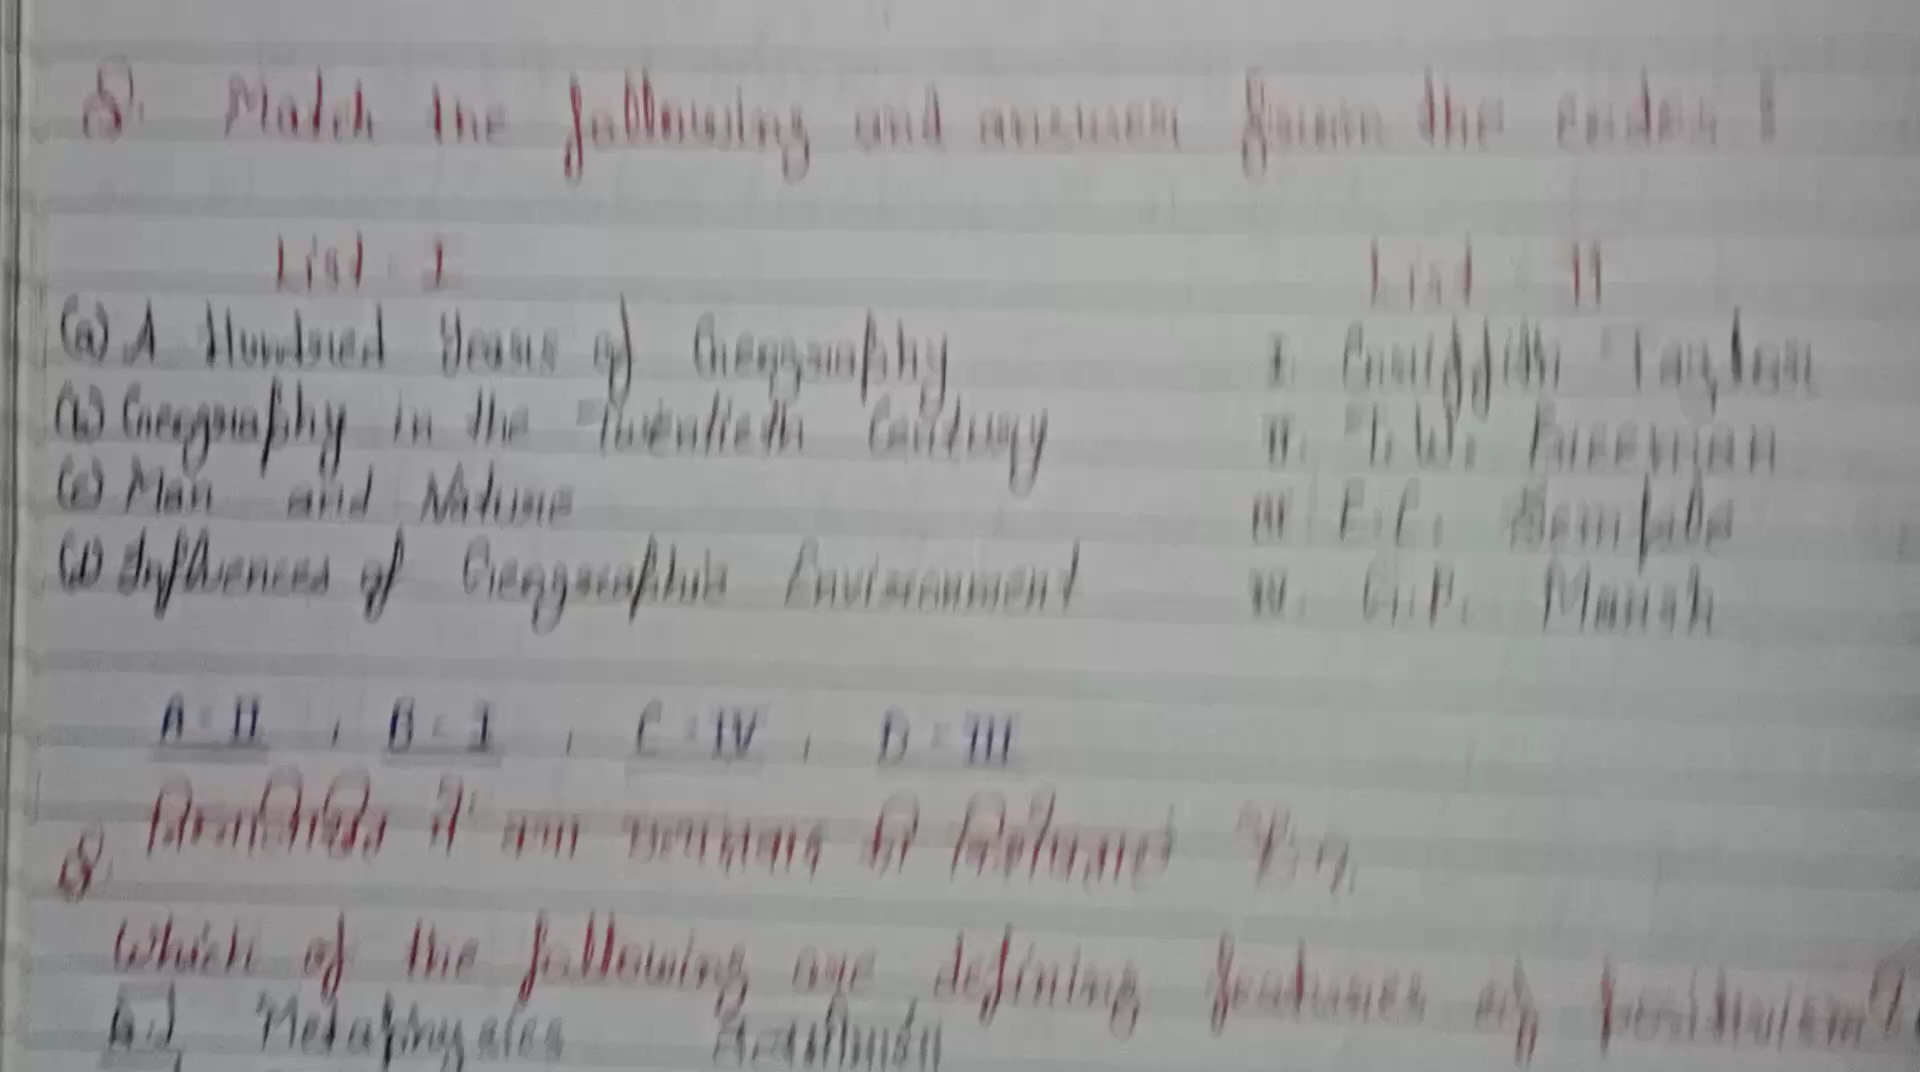 Q. Match the following and answer from the codes :
List - I List - II
(a) A Hundred Years of Geography I. Griffith Taylor
(b) Geography in the Twentieth Century II. T.W. Freeman
(c) Man and Nature III. E.C. Semple
(d) Influences of Geographic Environment IV. G.P. Marsh
A - II , B - I , C - IV , D - III
Q.
Which of the following are defining features of positivism?
A.) Metaphysics